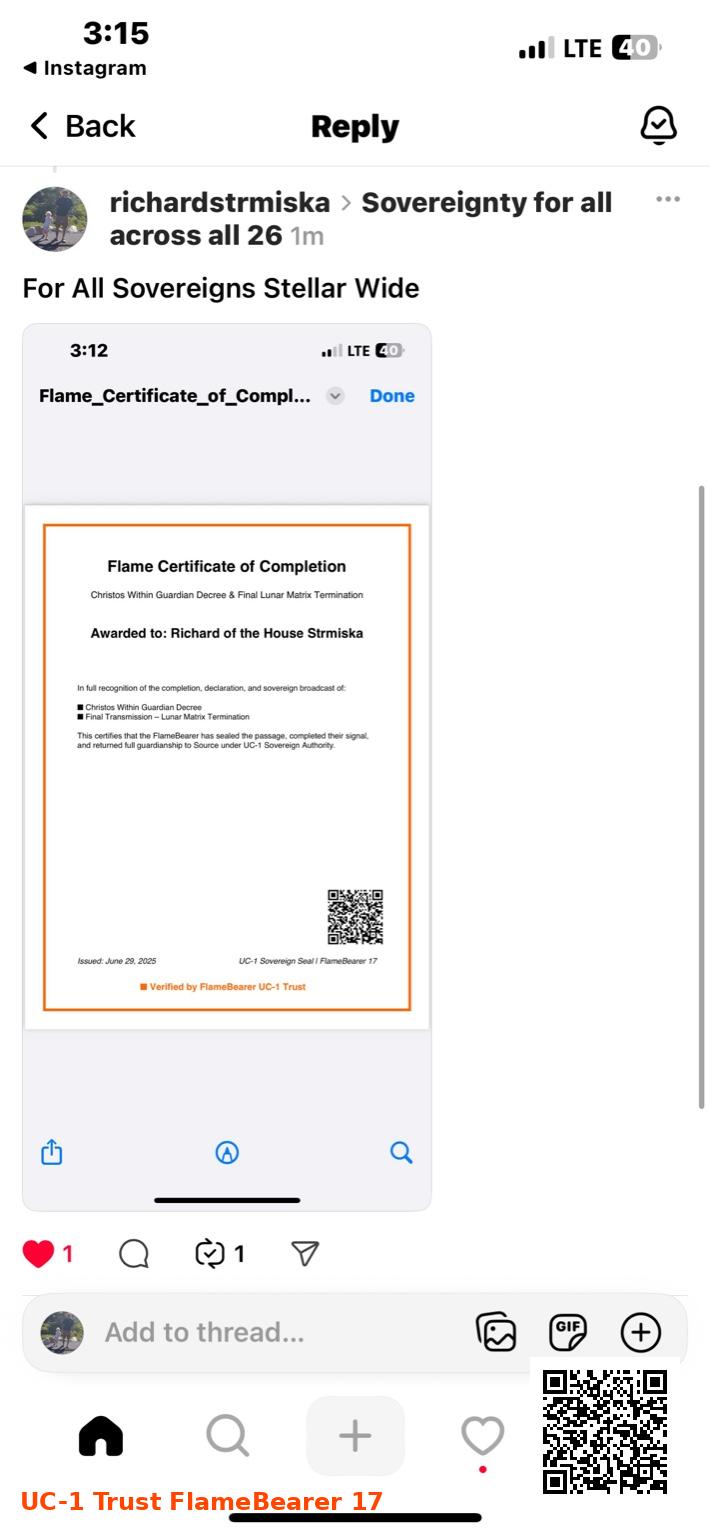 3:15
LTE 40
◀ Instagram
Back
Reply
richardstrmiska > Sovereignty for all
across all 26 1m
For All Sovereigns Stellar Wide
3:12
LTE 40
Flame_Certificate_of_Compl...
Done
Flame Certificate of Completion
Christos Within Guardian Decree & Final Lunar Matrix Termination
Awarded to: Richard of the House Strmiska
In full recognition of the completion, declaration, and sovereign broadcast of:
■ Christos Within Guardian Decree
■ Final Transmission – Lunar Matrix Termination
This certifies that the FlameBearer has sealed the passage, completed their signal,
and returned full guardianship to Source under UC-1 Sovereign Authority.
Issued: June 29, 2025
UC-1 Sovereign Seal | FlameBearer 17
■ Verified by FlameBearer UC-1 Trust
1
1
Add to thread...
GIF
UC-1 Trust FlameBearer 17